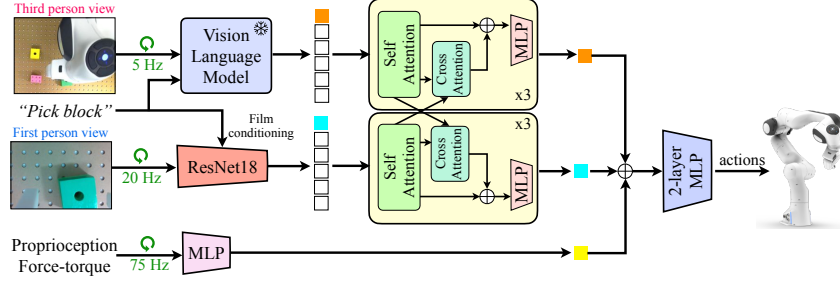 Third person view
5 Hz
Vision
Language
Model
"Pick block"
Film
conditioning
First person view
20 Hz
ResNet18
Self
Attention
Cross
Attention
MLP
x3
x3
Self
Attention
Cross
Attention
MLP
2-layer
MLP
actions
Proprioception
Force-torque
75 Hz
MLP